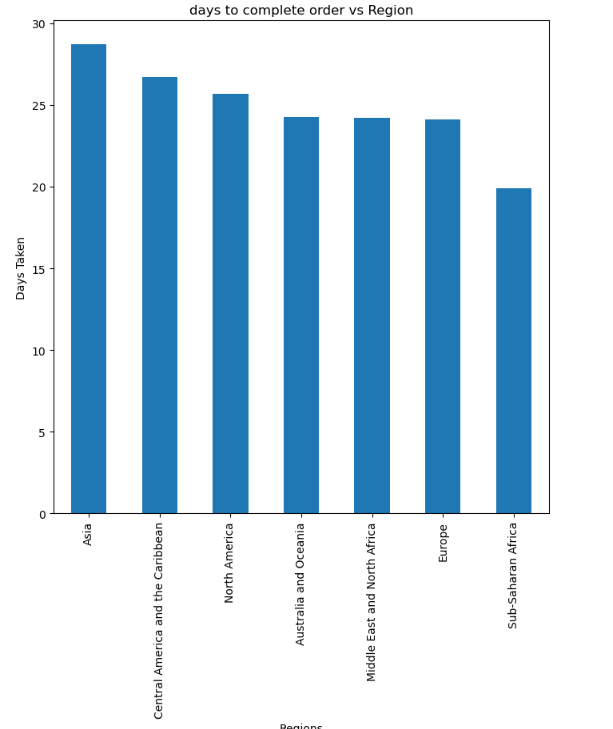 days to complete order vs Region
30
25
20
15
10
5
0
Days Taken
Asia
Central America and the Caribbean
North America
Australia and Oceania
Middle East and North Africa
Europe
Sub-Saharan Africa
Regions